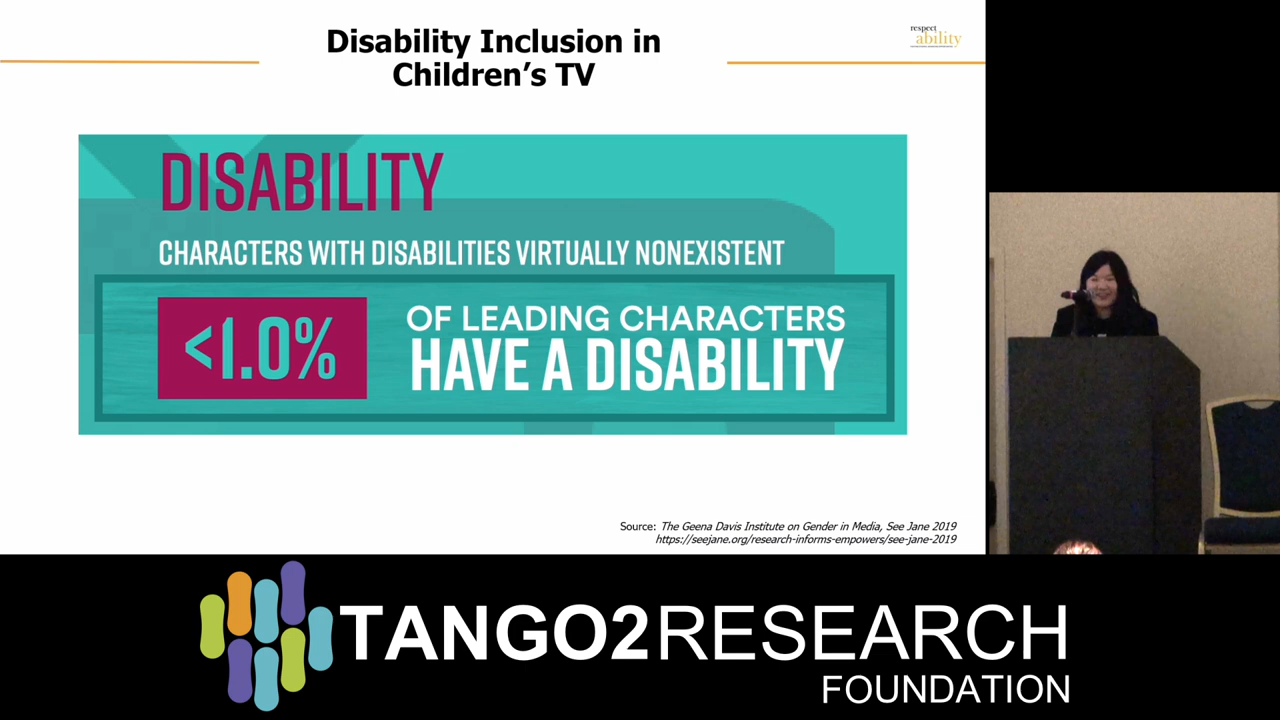 Disability Inclusion in
Children's TV
respect
ability
DISABILITY
CHARACTERS WITH DISABILITIES VIRTUALLY NONEXISTENT
<1.0%
OF LEADING CHARACTERS
HAVE A DISABILITY
Source: The Geena Davis Institute on Gender in Media, See Jane 2019
https://seejane.org/research-informs-empowers/see-jane-2019
TANGO2RESEARCH
FOUNDATION